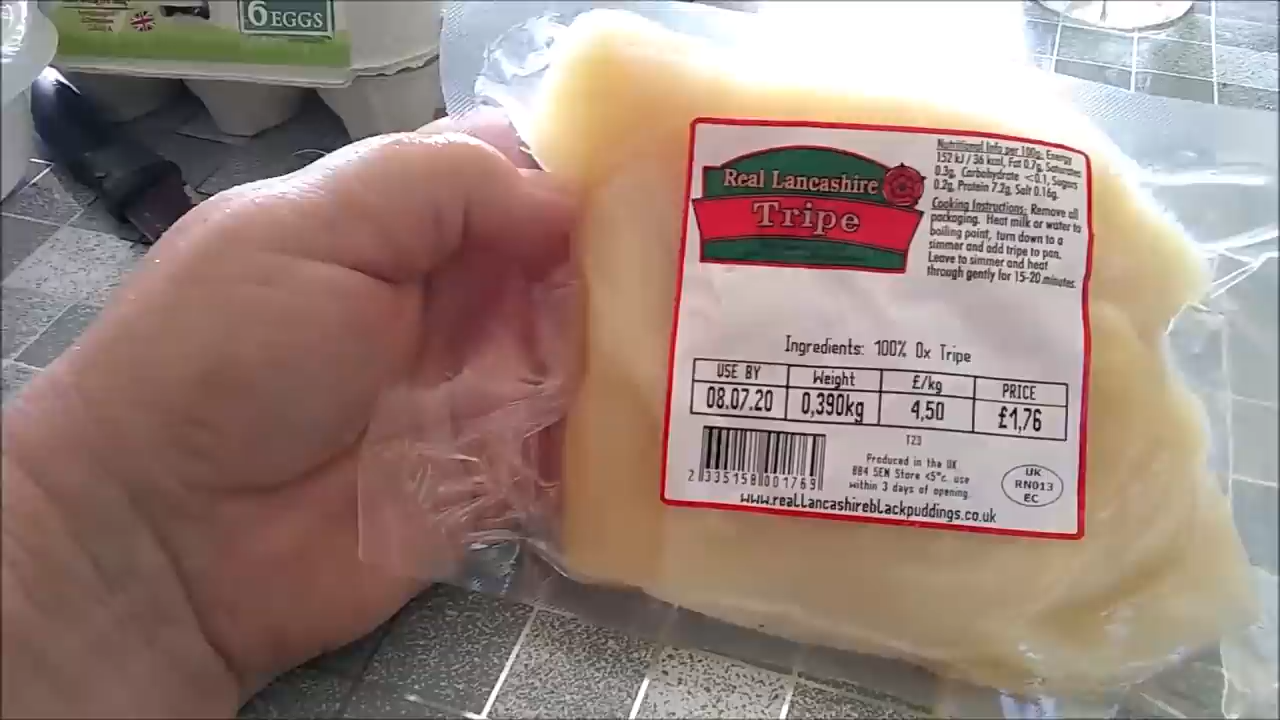 6 EGGS
Real Lancashire
Tripe
Nutritional Info per 100g. Energy
152 kJ / 36 kcal, Fat 0.7g, Saturates
0.3g, Carbohydrate <0.1, Sugars
0.2g, Protein 7.2g, Salt 0.16g.
Cooking Instructions: Remove all
packaging. Heat milk or water to
boiling point, turn down to a
simmer and add tripe to pan.
Leave to simmer and heat
through gently for 15-20 minutes.
Ingredients: 100% Ox Tripe
USE BY Weight £/kg PRICE
08.07.20 0,390kg 4,50 £1,76
T23
2 335158 001769
Produced in the UK
BB4 5EN Store <5°c. use
within 3 days of opening.
UK
RN013
EC
www.reallancashireblackpuddings.co.uk